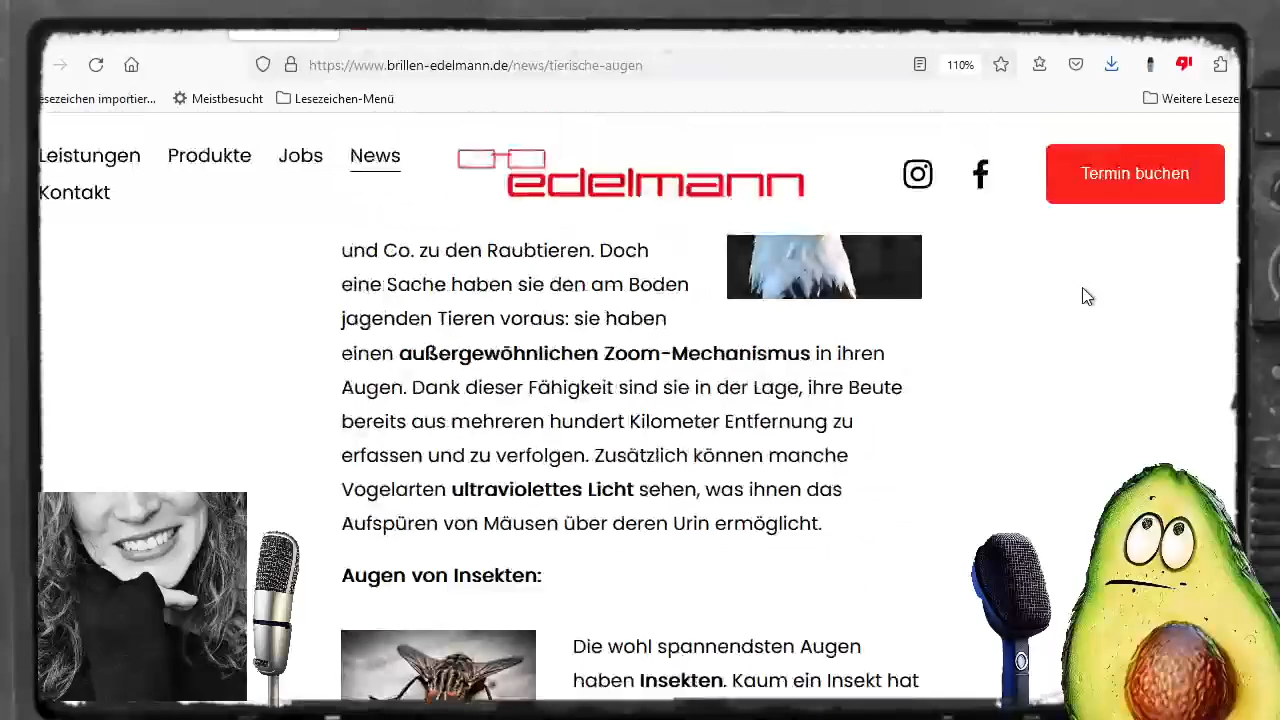 https://www.brillen-edelmann.de/news/tierische-augen
110%
esezeichen importier...
Meistbesucht
Lesezeichen-Menü
Weitere Leseze
Leistungen
Produkte
Jobs
News
edelmann
Termin buchen
Kontakt
und Co. zu den Raubtieren. Doch
eine Sache haben sie den am Boden
jagenden Tieren voraus: sie haben
einen außergewöhnlichen Zoom-Mechanismus in ihren
Augen. Dank dieser Fähigkeit sind sie in der Lage, ihre Beute
bereits aus mehreren hundert Kilometer Entfernung zu
erfassen und zu verfolgen. Zusätzlich können manche
Vogelarten ultraviolettes Licht sehen, was ihnen das
Aufspüren von Mäusen über deren Urin ermöglicht.
Augen von Insekten:
Die wohl spannendsten Augen
haben Insekten. Kaum ein Insekt hat